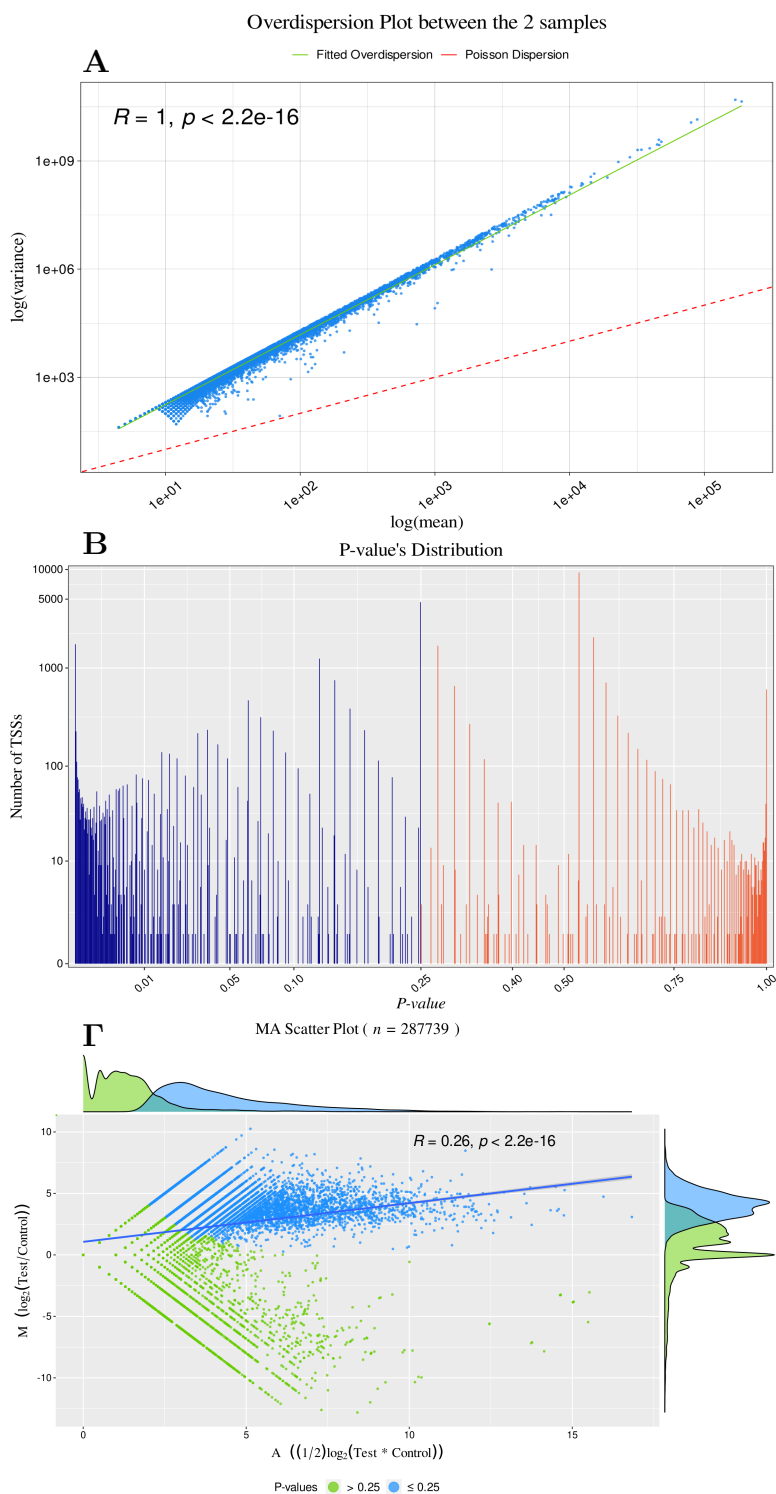 Overdispersion Plot between the 2 samples
A
Fitted Overdispersion Poisson Dispersion
R = 1, p < 2.2e-16
1e+09
1e+06
1e+03
log(variance)
1e+01 1e+02 1e+03 1e+04 1e+05
log(mean)
B
P-value's Distribution
10000
5000
1000
100
10
0
Number of TSSs
0.01 0.05 0.10 0.25 0.40 0.50 0.75 1.00
P-value
Γ
MA Scatter Plot ( n = 287739 )
R = 0.26, p < 2.2e-16
10
5
0
-5
-10
M (log₂(Test/Control))
0 5 10 15
A ((1/2)log₂(Test * Control))
P-values > 0.25 ≤ 0.25